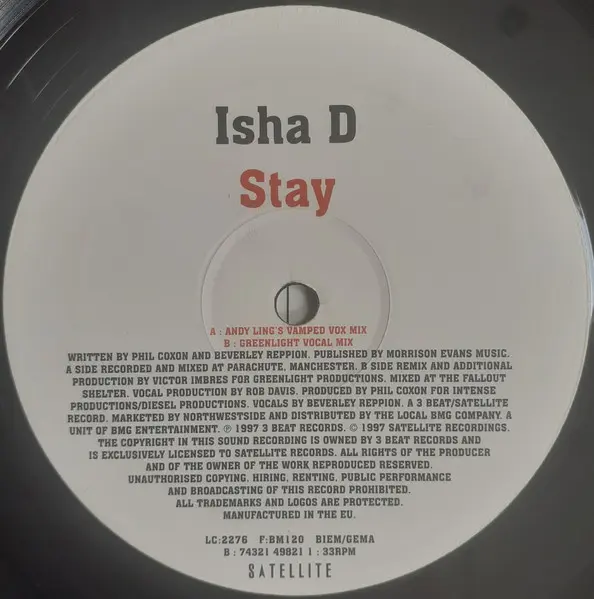 Isha D
Stay
A : ANDY LING'S VAMPED VOX MIX
B : GREENLIGHT VOCAL MIX
WRITTEN BY PHIL COXON AND BEVERLEY REPPION. PUBLISHED BY MORRISON EVANS MUSIC.
A SIDE RECORDED AND MIXED AT PARACHUTE, MANCHESTER. B SIDE REMIX AND ADDITIONAL
PRODUCTION BY VICTOR IMBRES FOR GREENLIGHT PRODUCTIONS. MIXED AT THE FALLOUT
SHELTER. VOCAL PRODUCTION BY ROB DAVIS. PRODUCED BY PHIL COXON FOR INTENSE
PRODUCTIONS/DIESEL PRODUCTIONS. VOCALS BY BEVERLEY REPPION. A 3 BEAT/SATELLITE
RECORD. MARKETED BY NORTHWESTSIDE AND DISTRIBUTED BY THE LOCAL BMG COMPANY. A
UNIT OF BMG ENTERTAINMENT. ℗ 1997 3 BEAT RECORDS. © 1997 SATELLITE RECORDINGS.
THE COPYRIGHT IN THIS SOUND RECORDING IS OWNED BY 3 BEAT RECORDS AND
IS EXCLUSIVELY LICENSED TO SATELLITE RECORDS. ALL RIGHTS OF THE PRODUCER
AND OF THE OWNER OF THE WORK REPRODUCED RESERVED.
UNAUTHORISED COPYING, HIRING, RENTING, PUBLIC PERFORMANCE
AND BROADCASTING OF THIS RECORD PROHIBITED.
ALL TRADEMARKS AND LOGOS ARE PROTECTED.
MANUFACTURED IN THE EU.
LC:2276 F:BM120 BIEM/GEMA
B : 74321 49821 1 : 33RPM
SATELLITE